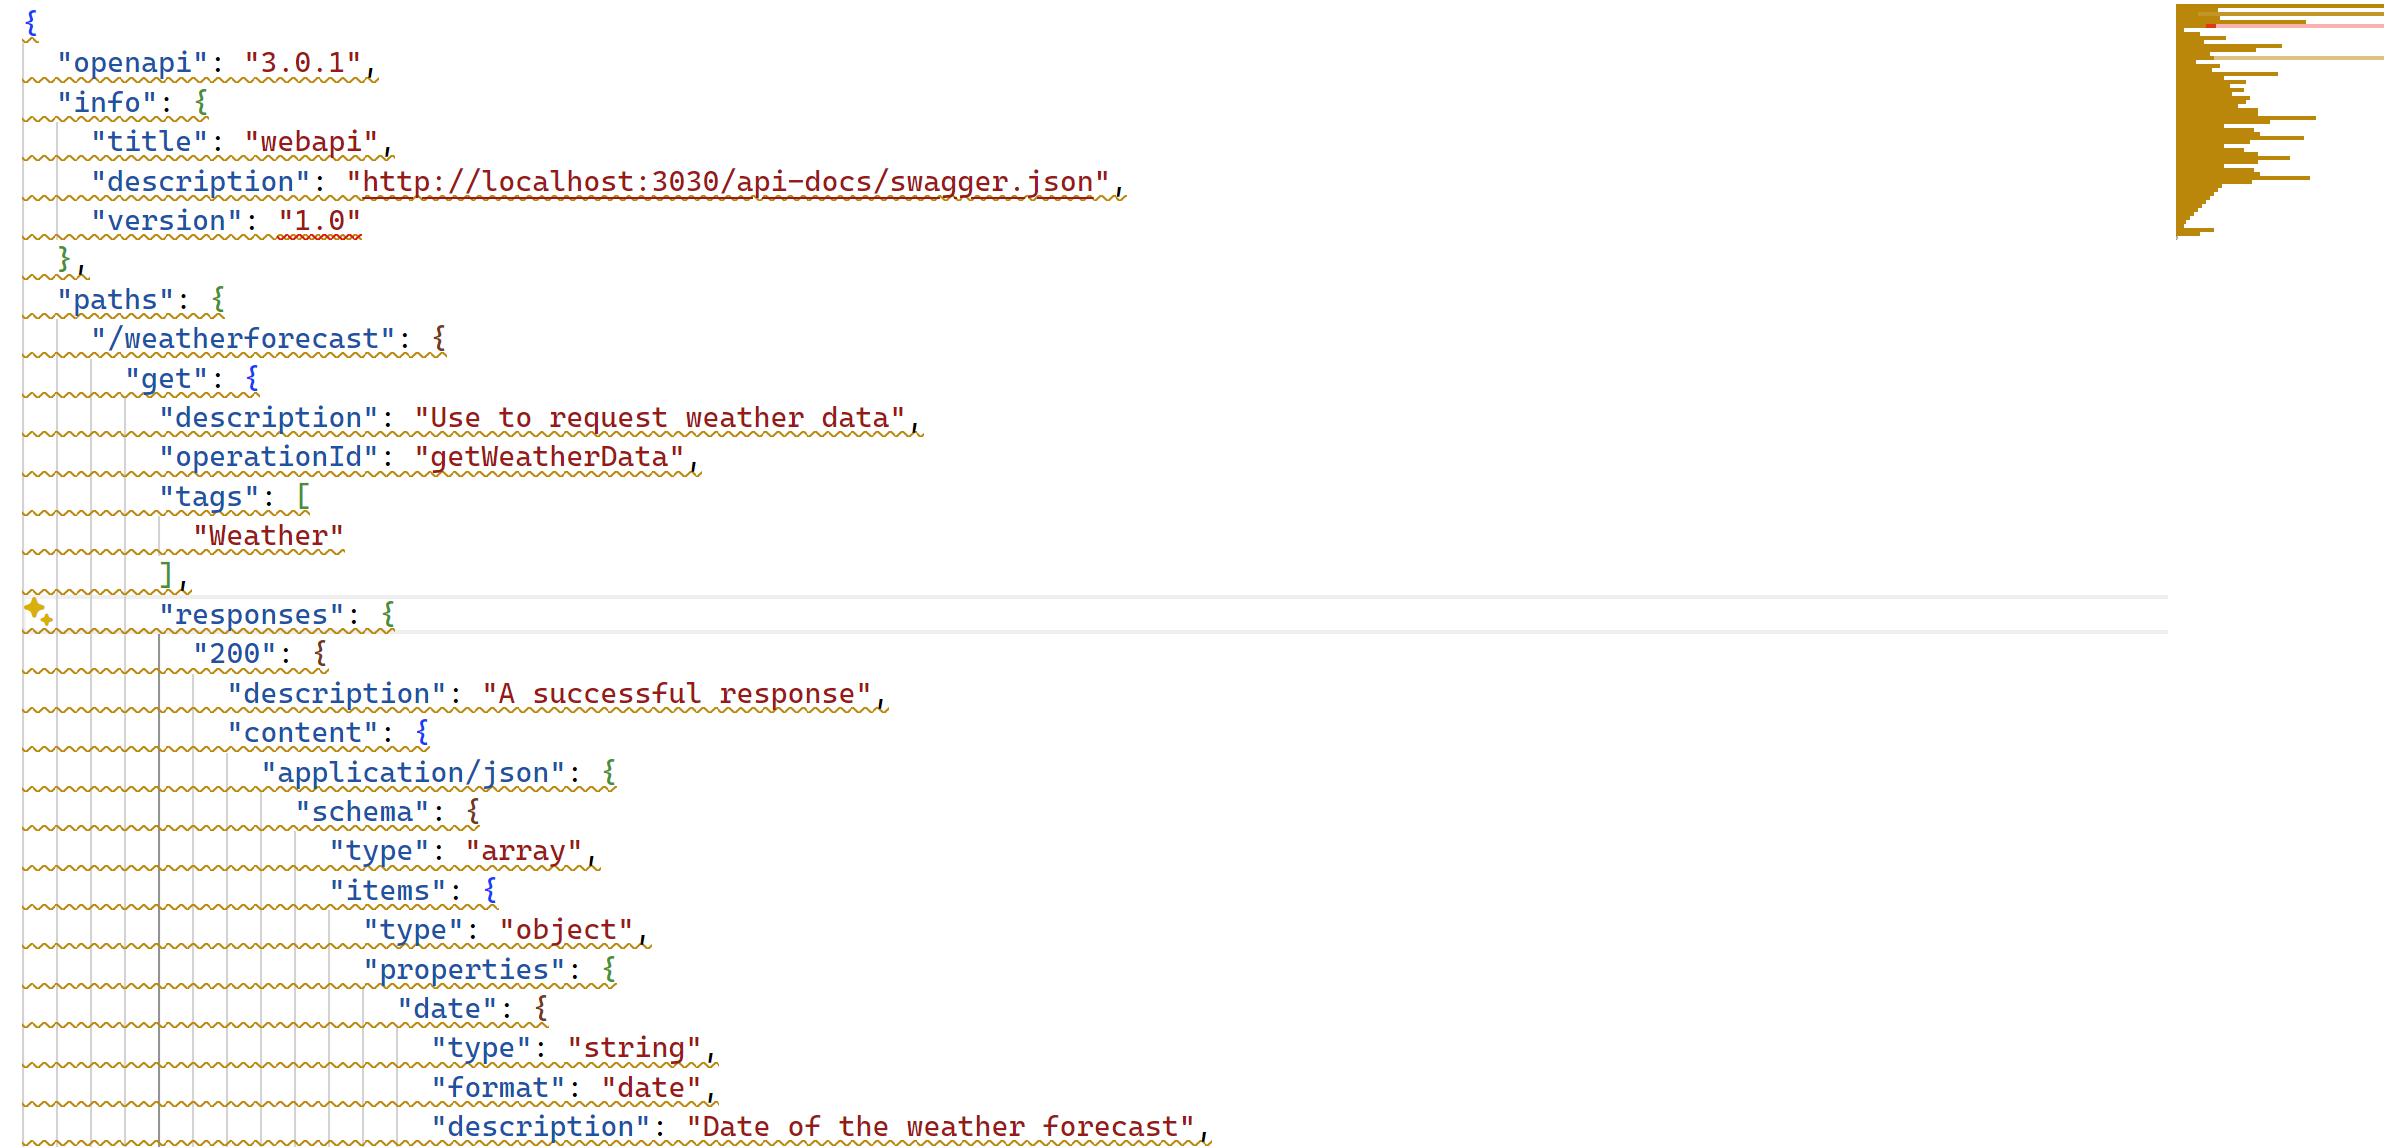 {
  "openapi": "3.0.1",
  "info": {
    "title": "webapi",
    "description": "http://localhost:3030/api-docs/swagger.json",
    "version": "1.0"
  },
  "paths": {
    "/weatherforecast": {
      "get": {
        "description": "Use to request weather data",
        "operationId": "getWeatherData",
        "tags": [
          "Weather"
        ],
        "responses": {
          "200": {
            "description": "A successful response",
            "content": {
              "application/json": {
                "schema": {
                  "type": "array",
                  "items": {
                    "type": "object",
                    "properties": {
                      "date": {
                        "type": "string",
                        "format": "date",
                        "description": "Date of the weather forecast",